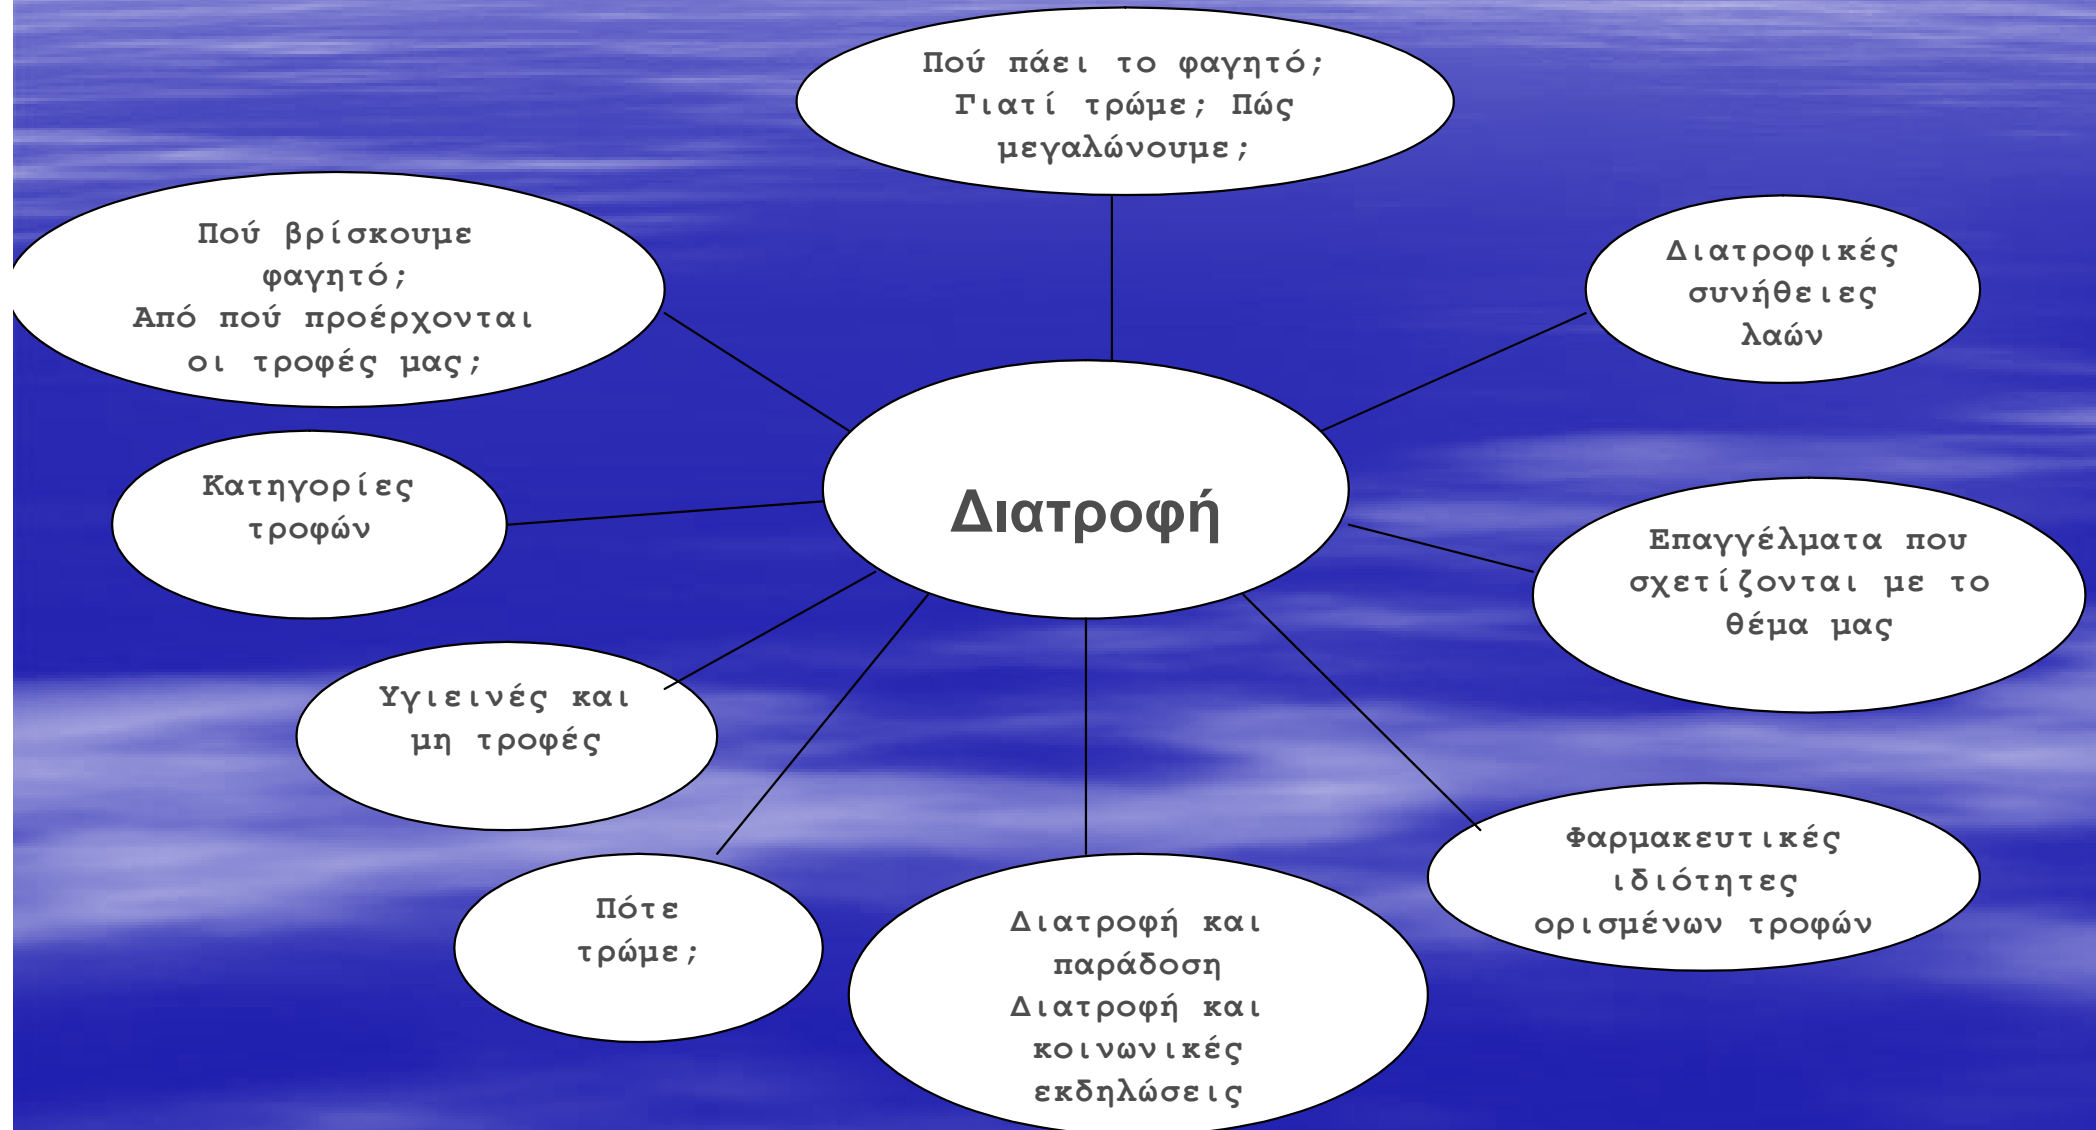 Πού πάει το φαγητό;
Γιατί τρώμε; Πώς
μεγαλώνουμε;
Πού βρίσκουμε
φαγητό;
Από πού προέρχονται
οι τροφές μας;
Διατροφικές
συνήθειες
λαών
Κατηγορίες
τροφών
Διατροφή
Επαγγέλματα που
σχετίζονται με το
θέμα μας
Υγιεινές και
μη τροφές
Φαρμακευτικές
ιδιότητες
ορισμένων τροφών
Πότε
τρώμε;
Διατροφή και
παράδοση
Διατροφή και
κοινωνικές
εκδηλώσεις